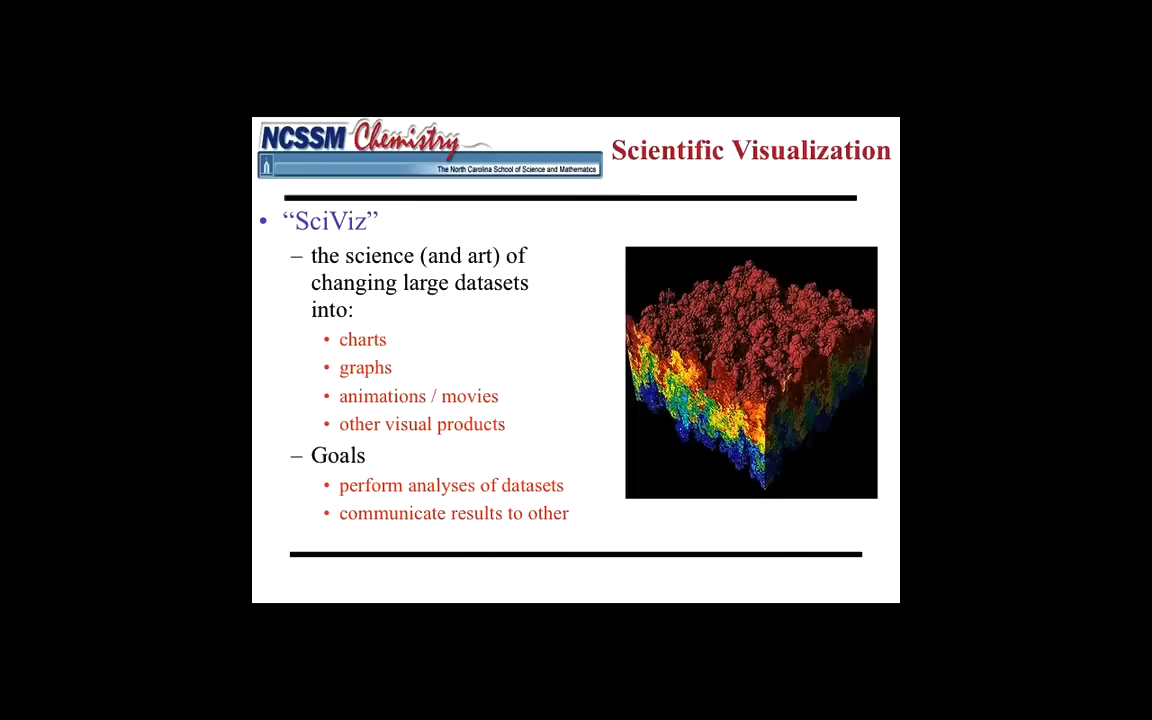 NCSSM Chemistry
The North Carolina School of Science and Mathematics
Scientific Visualization
• “SciViz”
– the science (and art) of
changing large datasets
into:
• charts
• graphs
• animations / movies
• other visual products
– Goals
• perform analyses of datasets
• communicate results to other